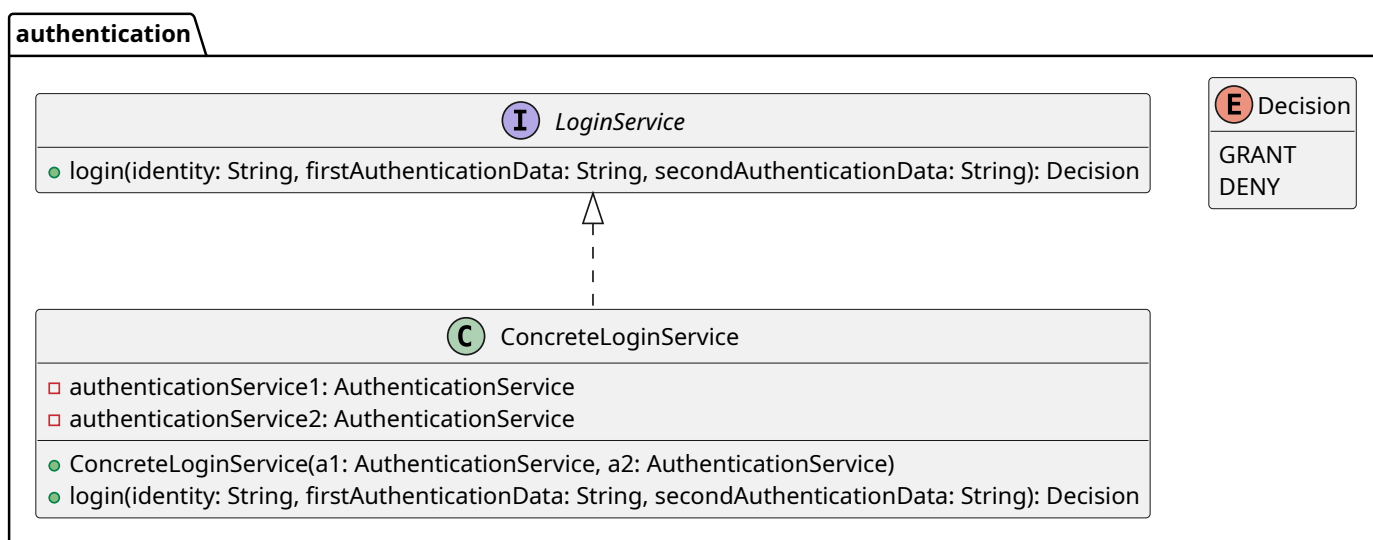 authentication
I LoginService
login(identity: String, firstAuthenticationData: String, secondAuthenticationData: String): Decision
E Decision
GRANT
DENY
C ConcreteLoginService
authenticationService1: AuthenticationService
authenticationService2: AuthenticationService
ConcreteLoginService(a1: AuthenticationService, a2: AuthenticationService)
login(identity: String, firstAuthenticationData: String, secondAuthenticationData: String): Decision